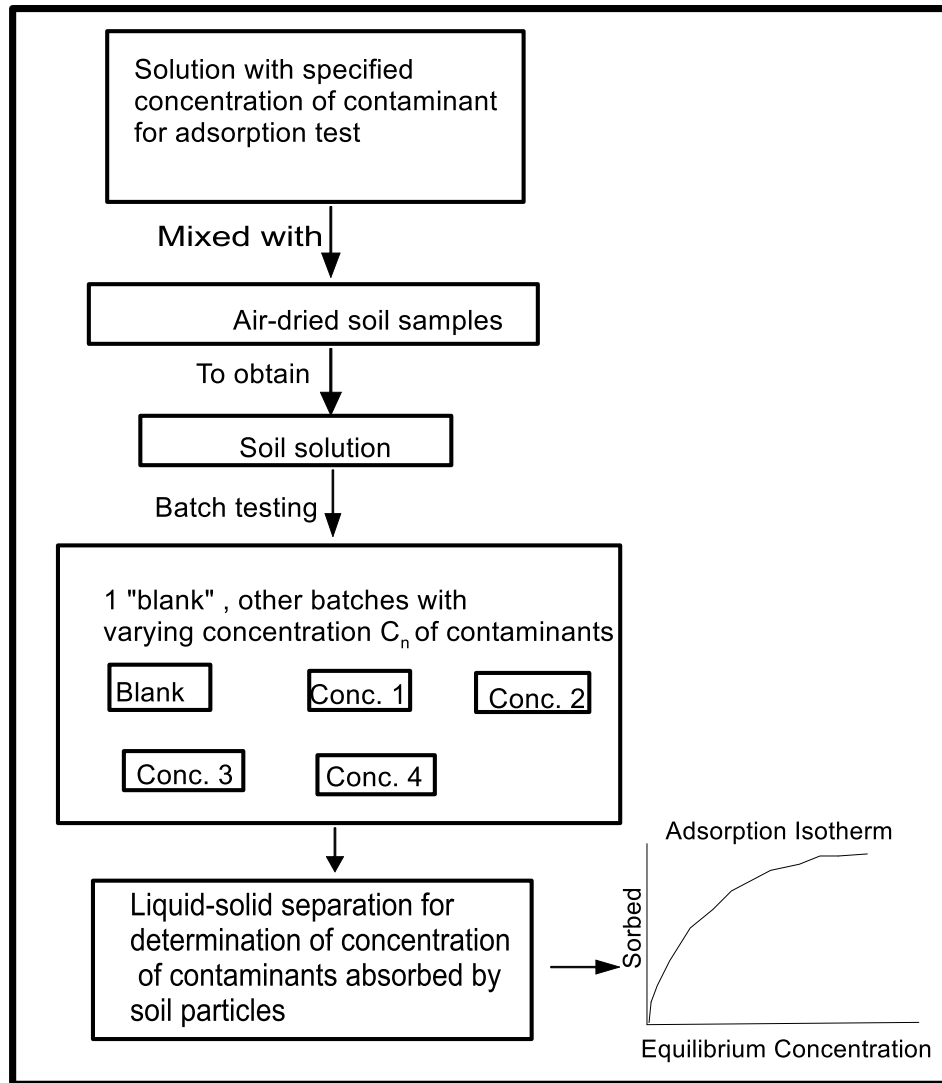 Solution with specified
concentration of contaminant
for adsorption test
Mixed with
Air-dried soil samples
To obtain
Soil solution
Batch testing
1 "blank" , other batches with
varying concentration Cn of contaminants
Blank
Conc. 1
Conc. 2
Conc. 3
Conc. 4
Liquid-solid separation for
determination of concentration
of contaminants absorbed by
soil particles
Adsorption Isotherm
Sorbed
Equilibrium Concentration